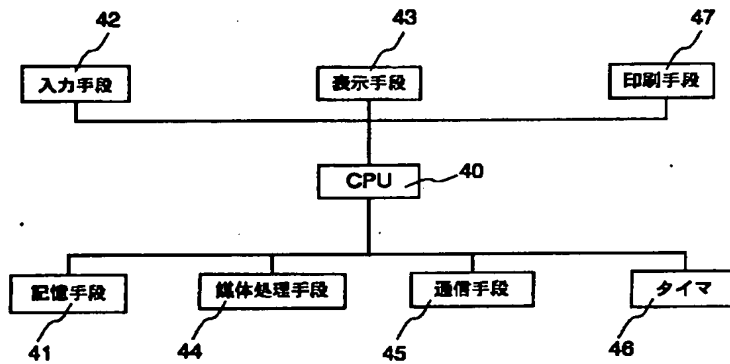 42
43
47
入力手段
表示手段
印刷手段
CPU
40
記憶手段
媒体処理手段
通信手段
タイマ
41
44
45
46